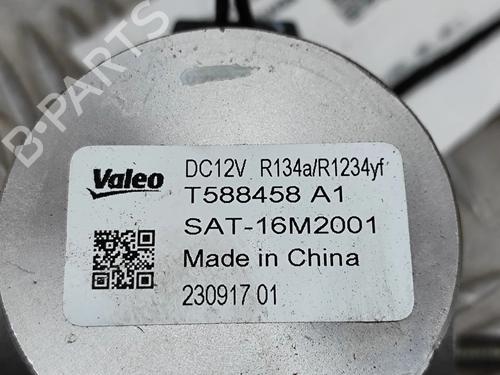 B-PARTS
Valeo
DC12V R134a/R1234yf
T588458 A1
SAT-16M2001
Made in China
230917 01